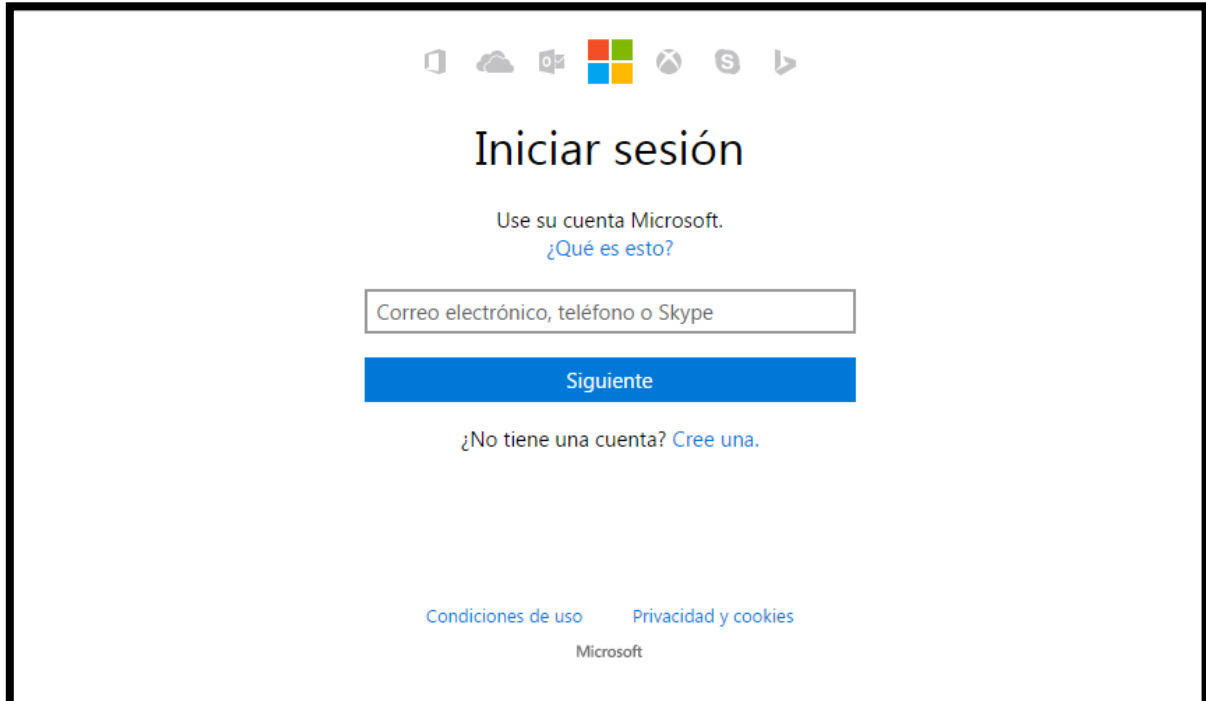 Iniciar sesión
Use su cuenta Microsoft.
¿Qué es esto?
Correo electrónico, teléfono o Skype
Siguiente
¿No tiene una cuenta? Cree una.
Condiciones de uso Privacidad y cookies
Microsoft